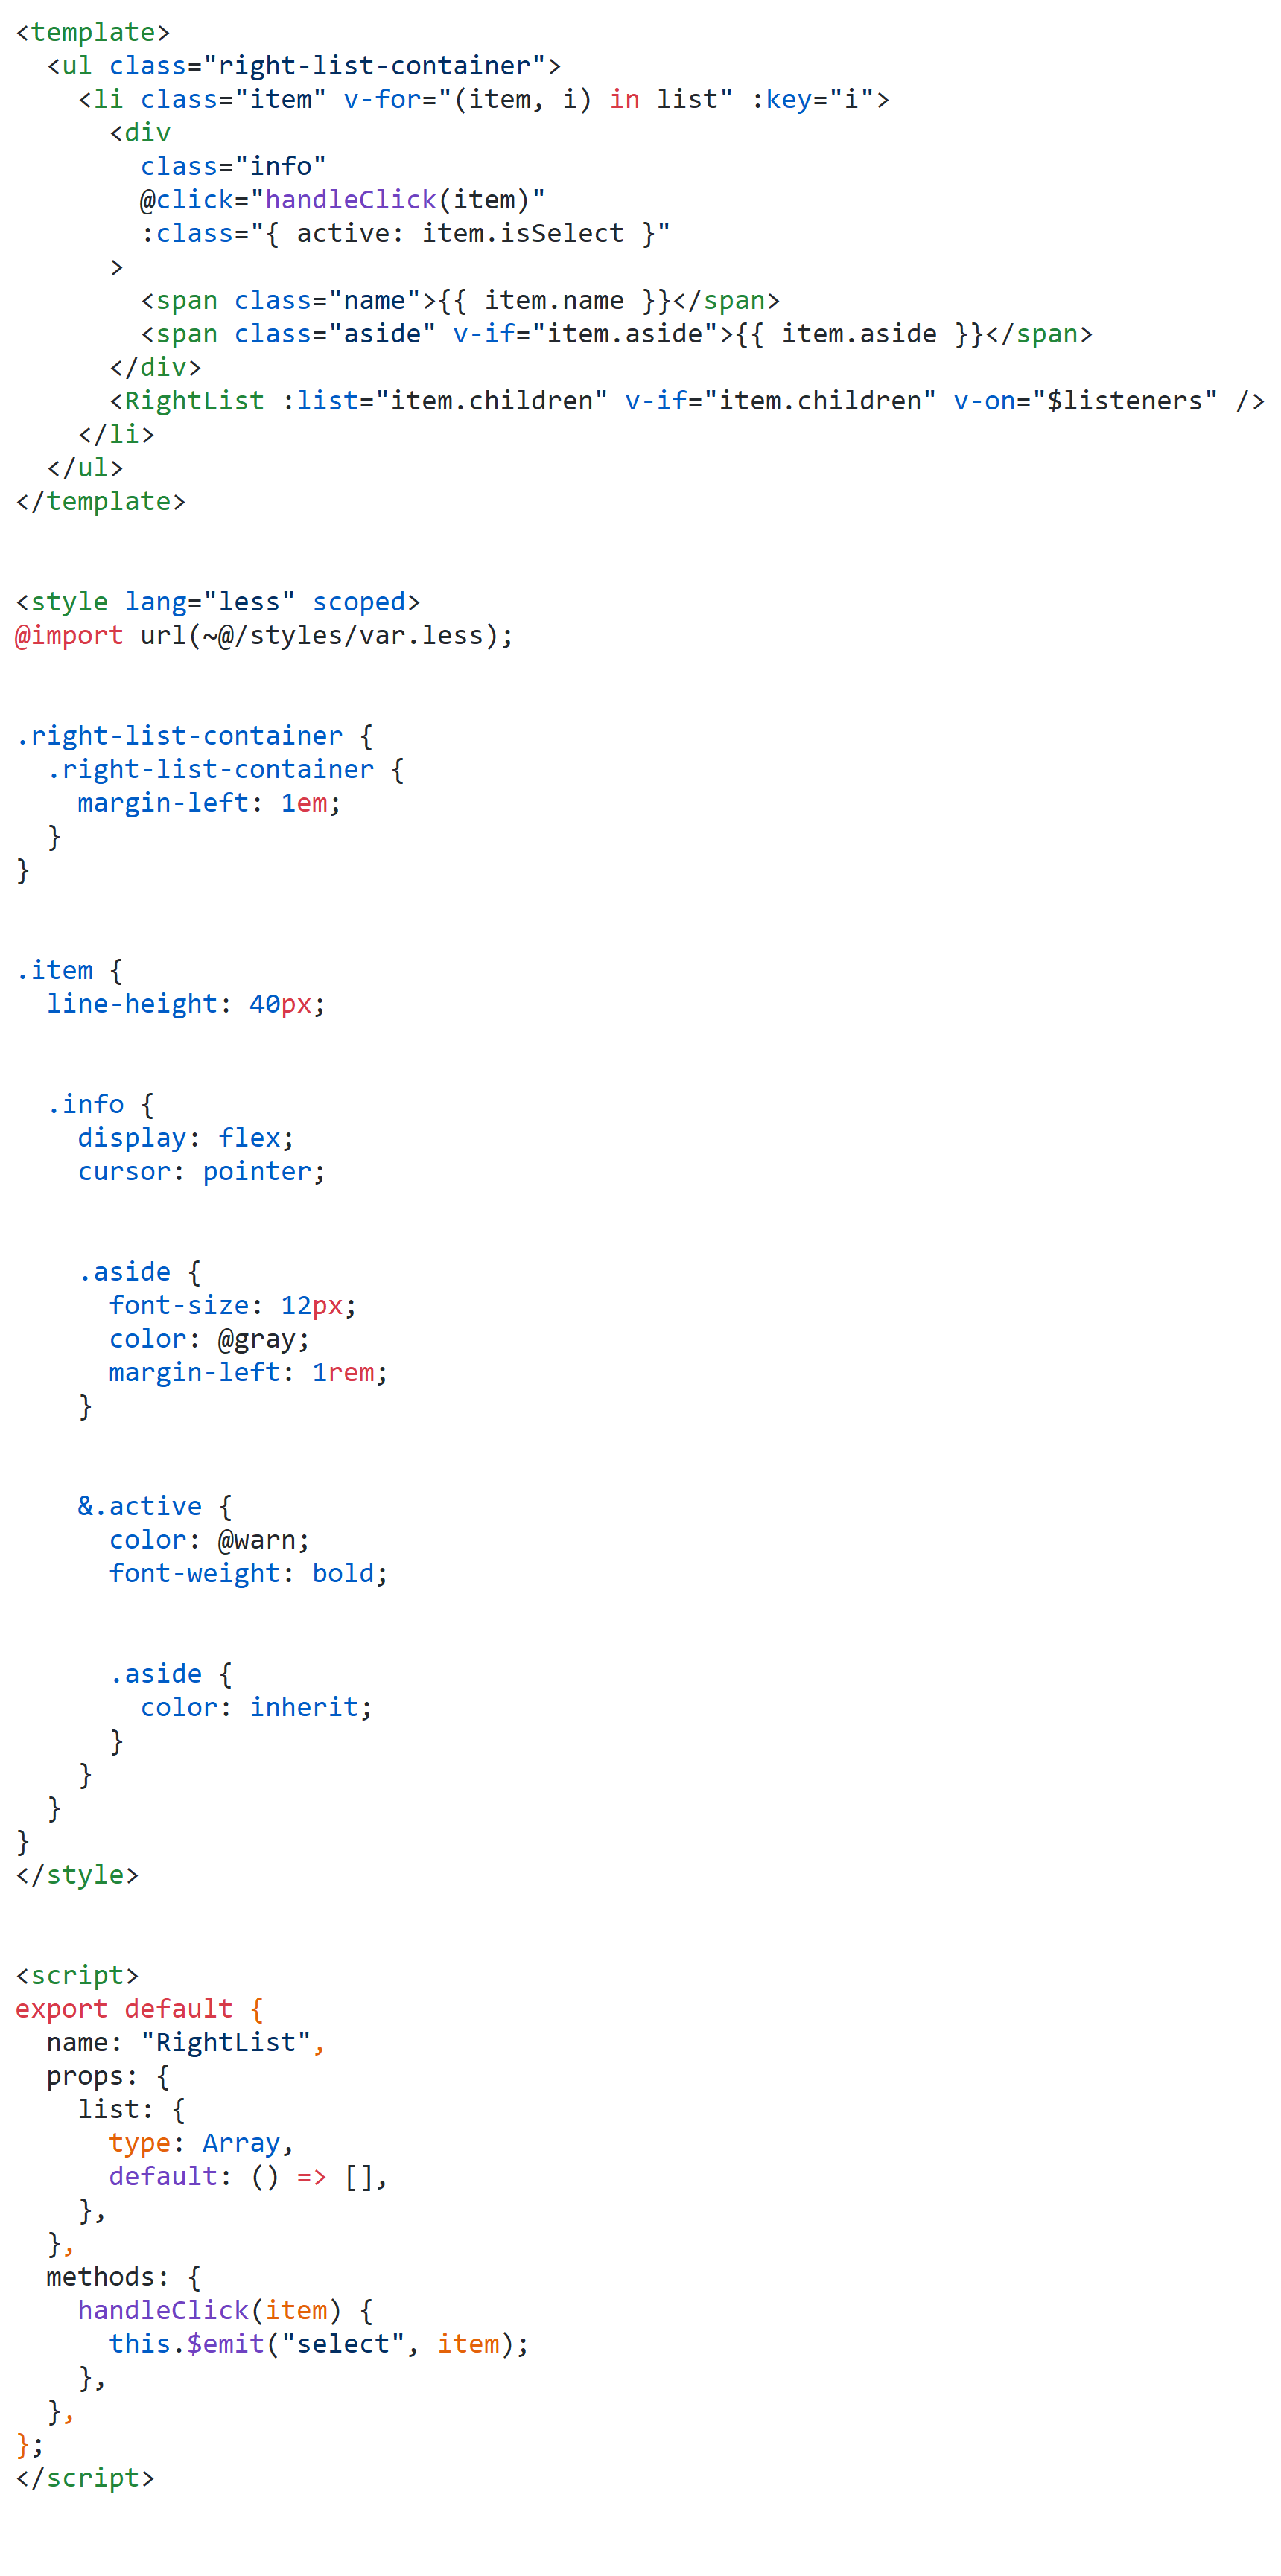 <template>
  <ul class="right-list-container">
    <li class="item" v-for="(item, i) in list" :key="i">
      <div
        class="info"
        @click="handleClick(item)"
        :class="{ active: item.isSelect }"
      >
        <span class="name">{{ item.name }}</span>
        <span class="aside" v-if="item.aside">{{ item.aside }}</span>
      </div>
      <RightList :list="item.children" v-if="item.children" v-on="$listeners" />
    </li>
  </ul>
</template>

<style lang="less" scoped>
@import url(~@/styles/var.less);

.right-list-container {
  .right-list-container {
    margin-left: 1em;
  }
}

.item {
  line-height: 40px;

  .info {
    display: flex;
    cursor: pointer;

    .aside {
      font-size: 12px;
      color: @gray;
      margin-left: 1rem;
    }

    &.active {
      color: @warn;
      font-weight: bold;

      .aside {
        color: inherit;
      }
    }
  }
}
</style>

<script>
export default {
  name: "RightList",
  props: {
    list: {
      type: Array,
      default: () => [],
    },
  },
  methods: {
    handleClick(item) {
      this.$emit("select", item);
    },
  },
};
</script>